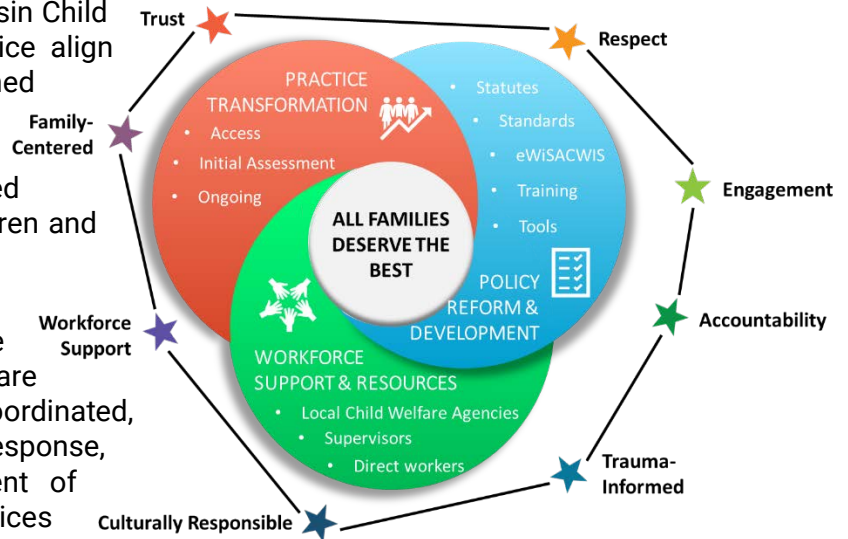 sin Child
ice align
ned
ed
ren and
e
are
oordinated,
esponse,
ent of
ices
Trust
Respect
Family-
Centered
Engagement
Workforce
Support
Accountability
Trauma-
Informed
Culturally Responsible
PRACTICE
TRANSFORMATION
• Access
• Initial Assessment
• Ongoing
• Statutes
• Standards
• eWiSACWIS
• Training
• Tools
POLICY
REFORM &
DEVELOPMENT
ALL FAMILIES
DESERVE THE
BEST
WORKFORCE
SUPPORT & RESOURCES
• Local Child Welfare Agencies
• Supervisors
• Direct workers